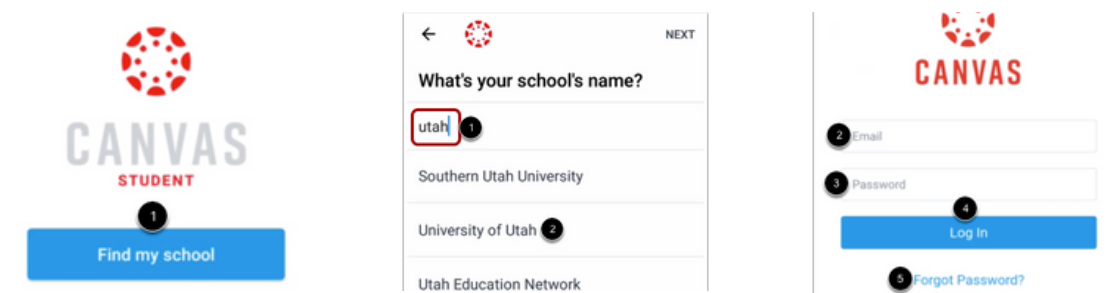 CANVAS
STUDENT
1
Find my school
NEXT
What's your school's name?
utah 1
Southern Utah University
University of Utah 2
Utah Education Network
CANVAS
2 Email
3 Password
4
Log In
5 Forgot Password?